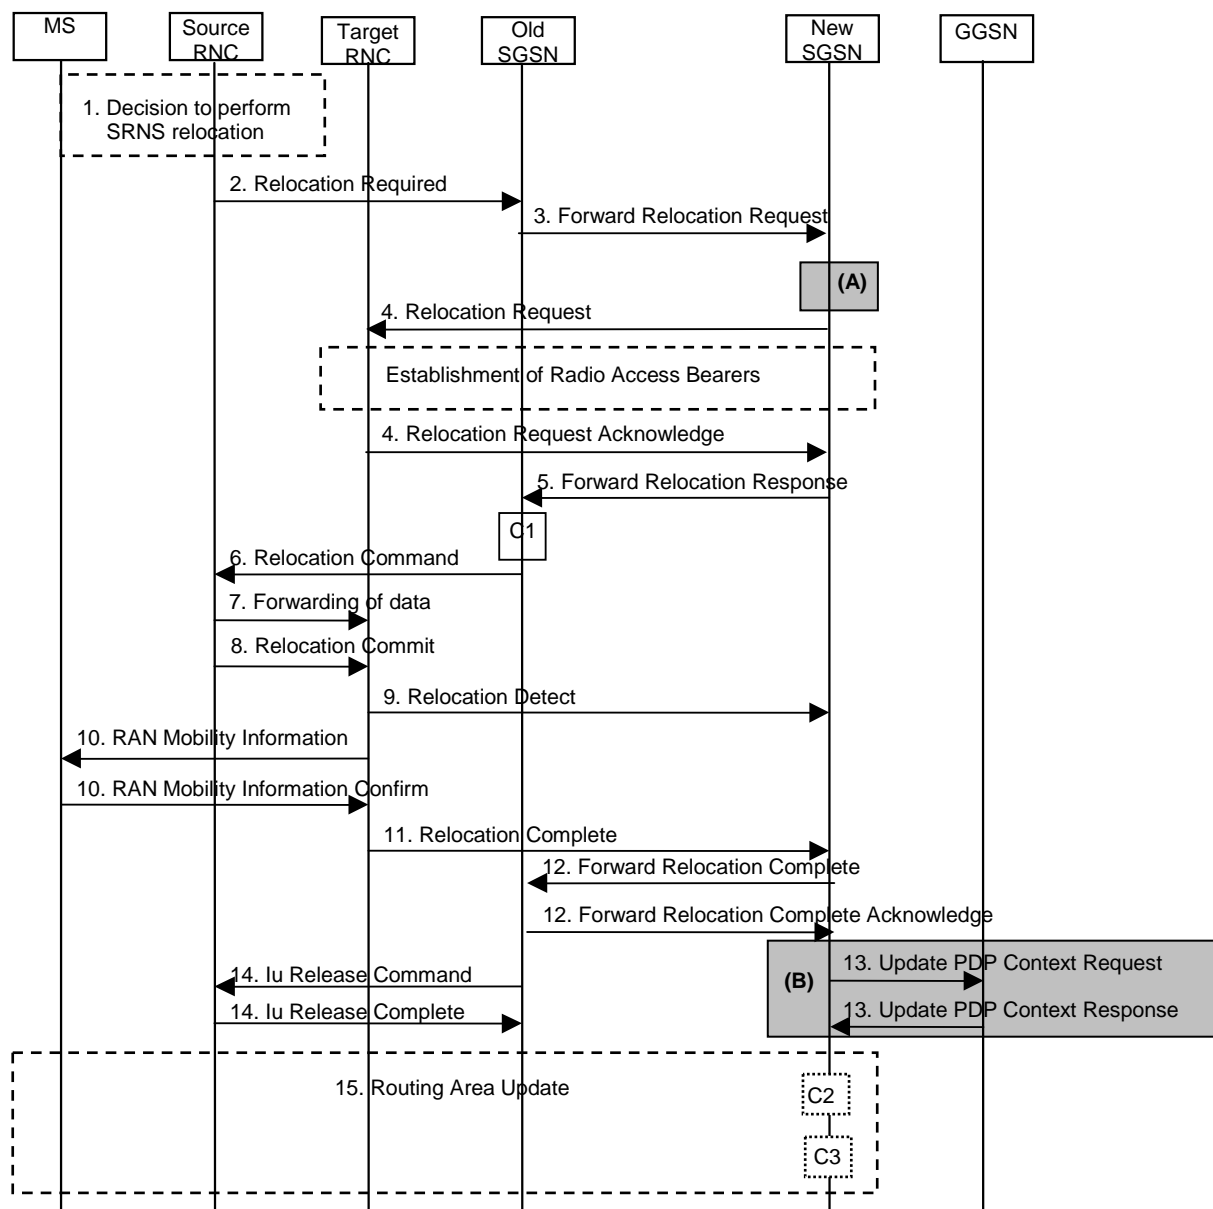 MS
Source
RNC
Target
RNC
Old
SGSN
New
SGSN
GGSN
1. Decision to perform
SRNS relocation
2. Relocation Required
3. Forward Relocation Request
(A)
4. Relocation Request
Establishment of Radio Access Bearers
4. Relocation Request Acknowledge
5. Forward Relocation Response
C1
6. Relocation Command
7. Forwarding of data
8. Relocation Commit
9. Relocation Detect
10. RAN Mobility Information
10. RAN Mobility Information Confirm
11. Relocation Complete
12. Forward Relocation Complete
12. Forward Relocation Complete Acknowledge
13. Update PDP Context Request
14. Iu Release Command
(B)
13. Update PDP Context Response
14. Iu Release Complete
15. Routing Area Update
C2
C3